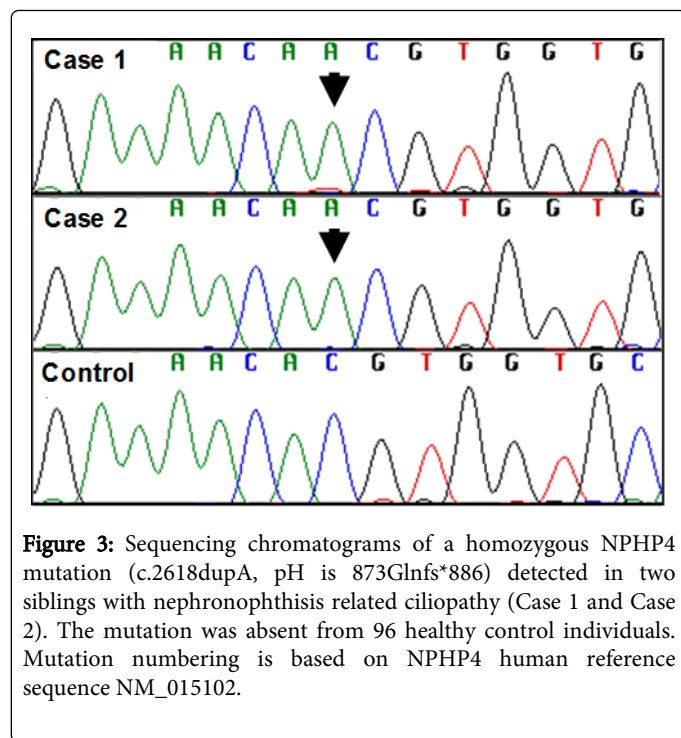 Case 1 A A C A A C G T G G T G
Case 2 A A C A A C G T G G T G
Control A A C A C G T G G T G C
Figure 3: Sequencing chromatograms of a homozygous NPHP4
mutation (c.2618dupA, pH is 873Glnfs*886) detected in two
siblings with nephronophthisis related ciliopathy (Case 1 and Case
2). The mutation was absent from 96 healthy control individuals.
Mutation numbering is based on NPHP4 human reference
sequence NM_015102.